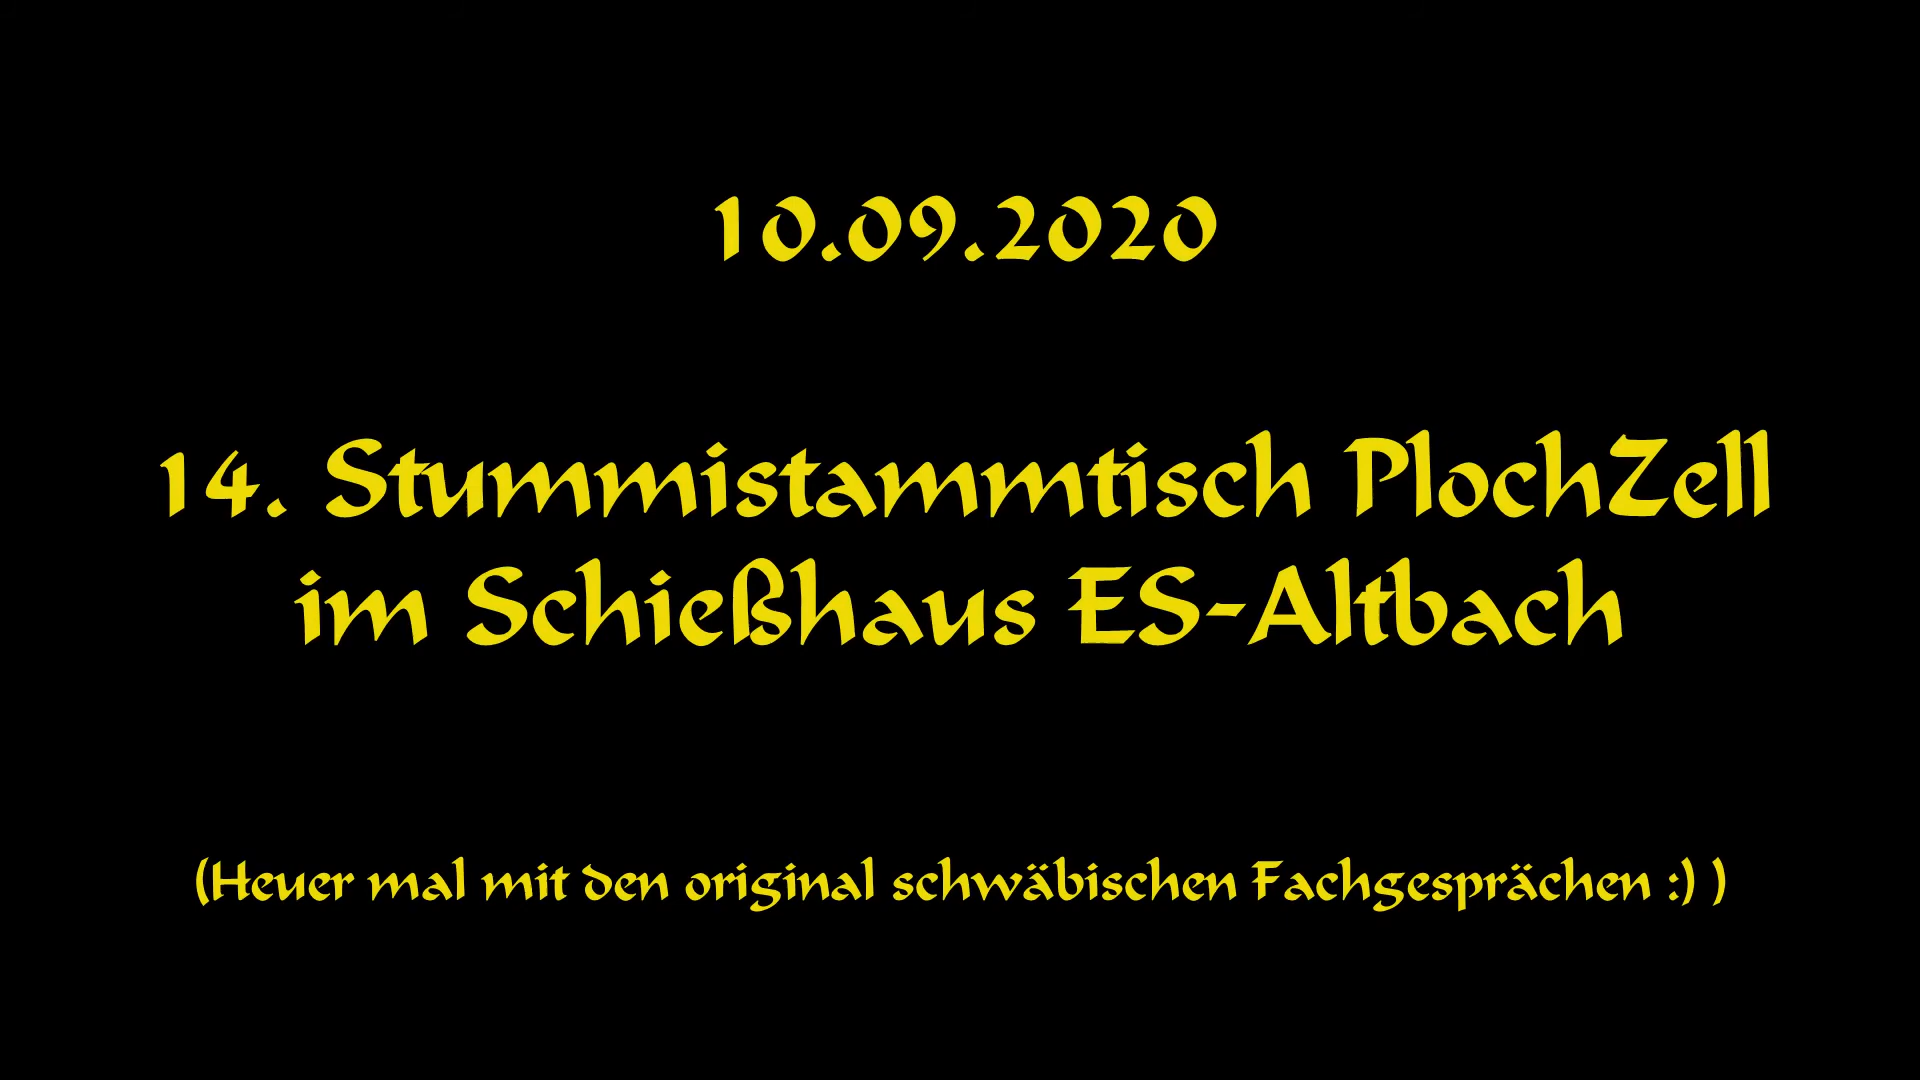 10.09.2020
14. Stummistammtisch PlochZell
im Schießhaus ES-Altbach
(Heuer mal mit den original schwäbischen Fachgesprächen :) )